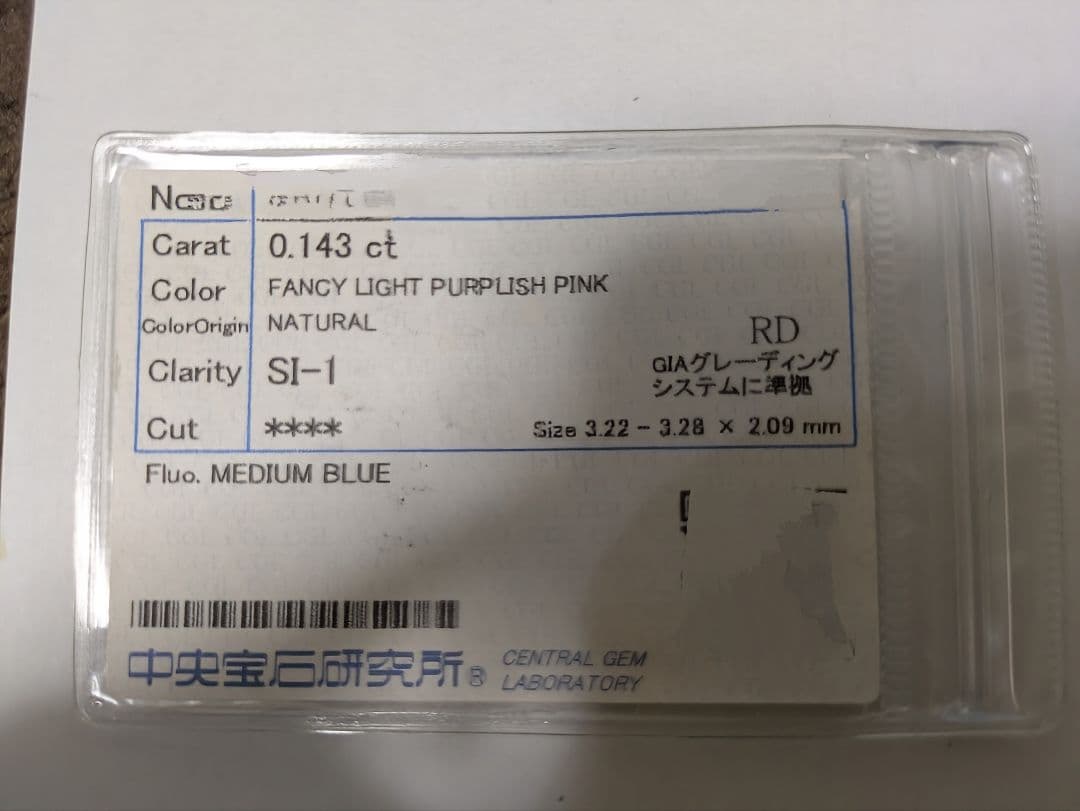 Carat 0.143 ct
Color FANCY LIGHT PURPLISH PINK
ColorOrigin NATURAL
RD
Clarity SI-1
GIAグレーディング
システムに準拠
Cut ****
Size 3.22 - 3.28 × 2.09 mm
Fluo. MEDIUM BLUE
中央宝石研究所®
CENTRAL GEM
LABORATORY